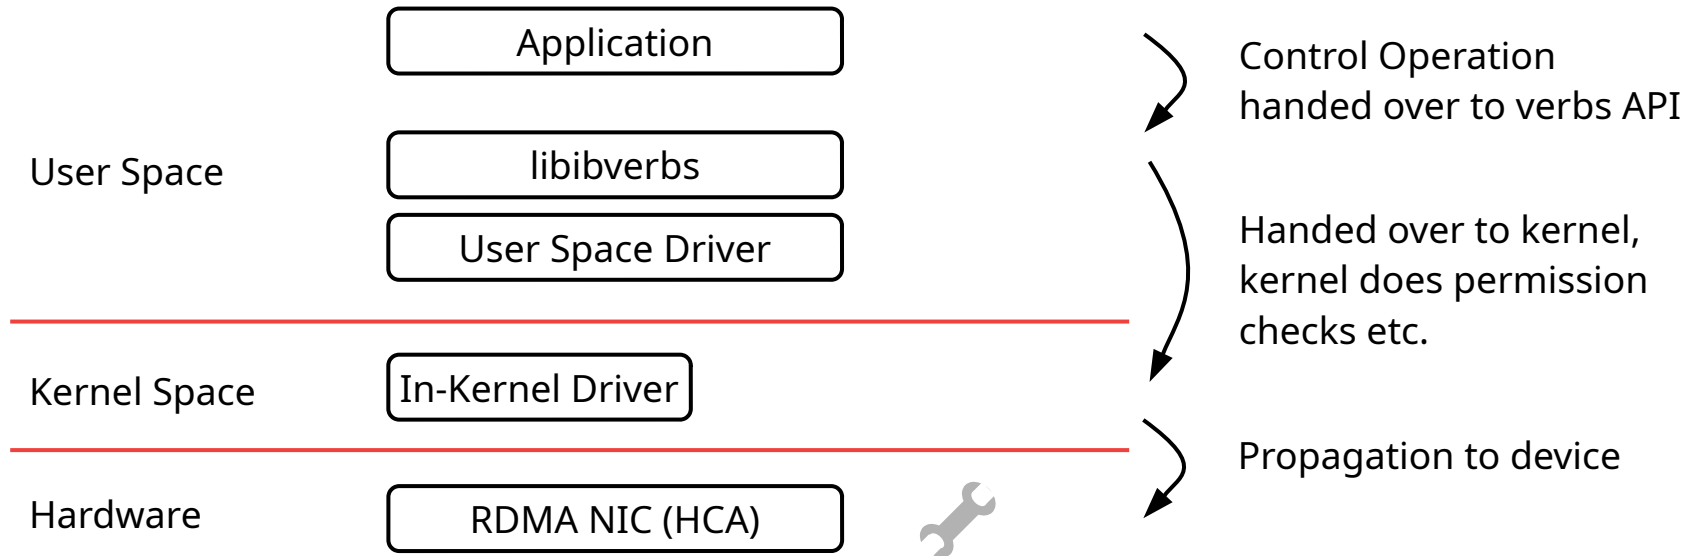 Application
Control Operation
handed over to verbs API
User Space
libibverbs
User Space Driver
Handed over to kernel,
kernel does permission
checks etc.
Kernel Space
In-Kernel Driver
Propagation to device
Hardware
RDMA NIC (HCA)